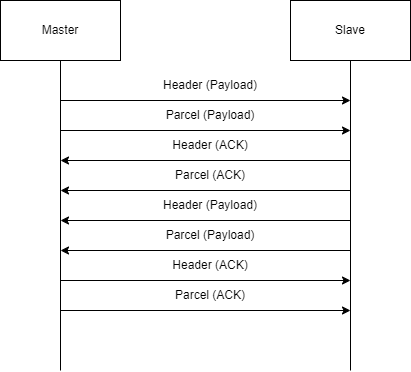 Master
Slave
Header (Payload)
Parcel (Payload)
Header (ACK)
Parcel (ACK)
Header (Payload)
Parcel (Payload)
Header (ACK)
Parcel (ACK)